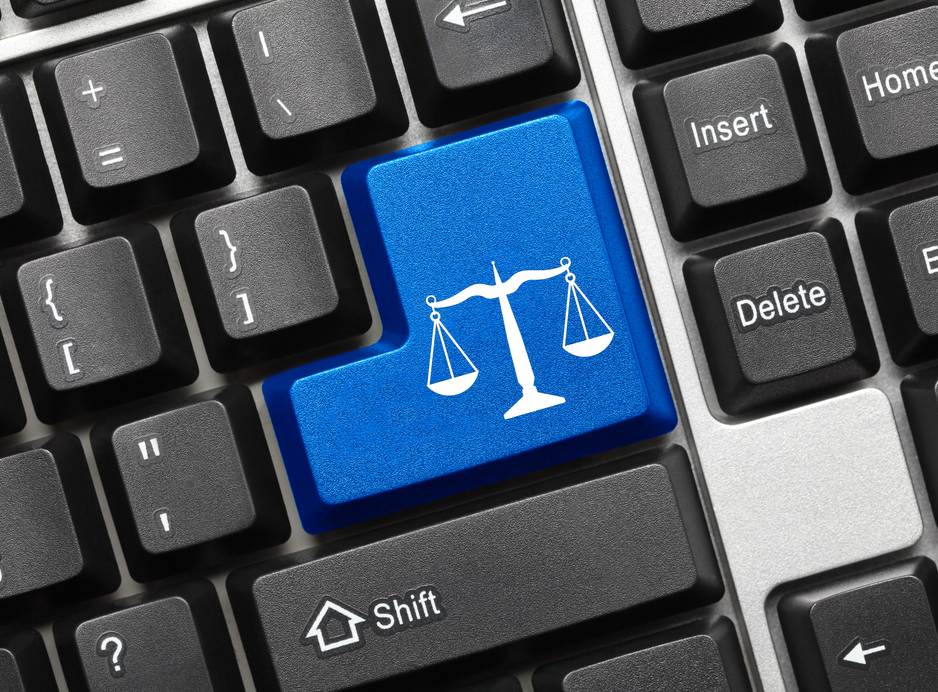 +
=
|
\
Insert
Home
{
[
}
]
Delete
E
"
'
Shift
?